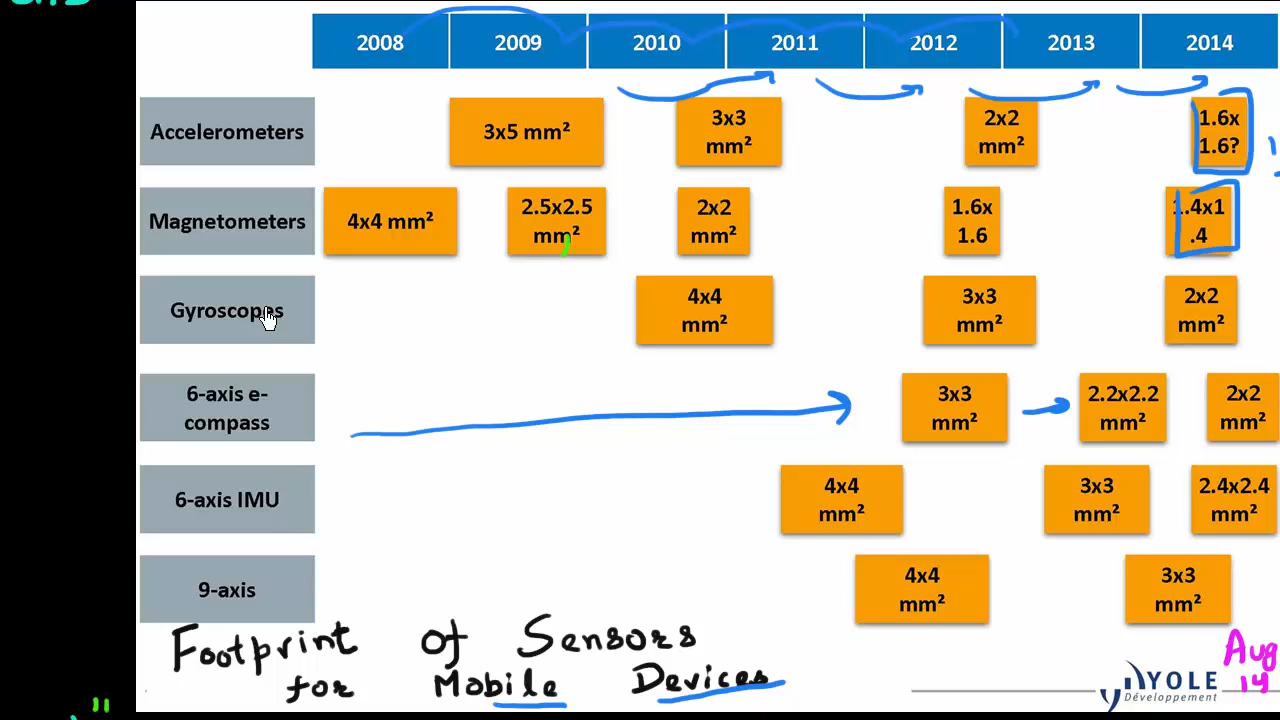 2008 2009 2010 2011 2012 2013 2014
Accelerometers 3x5 mm² 3x3 mm² 2x2 mm² 1.6x 1.6?
Magnetometers 4x4 mm² 2.5x2.5 mm² 2x2 mm² 1.6x 1.6 1.4x1 .4
Gyroscopes 4x4 mm² 3x3 mm² 2x2 mm²
6-axis e-compass 3x3 mm² 2.2x2.2 mm² 2x2 mm²
6-axis IMU 4x4 mm² 3x3 mm² 2.4x2.4 mm²
9-axis 4x4 mm² 3x3 mm²
Footprint of Sensors
for Mobile Devices
Aug
14
YOLE
Développement